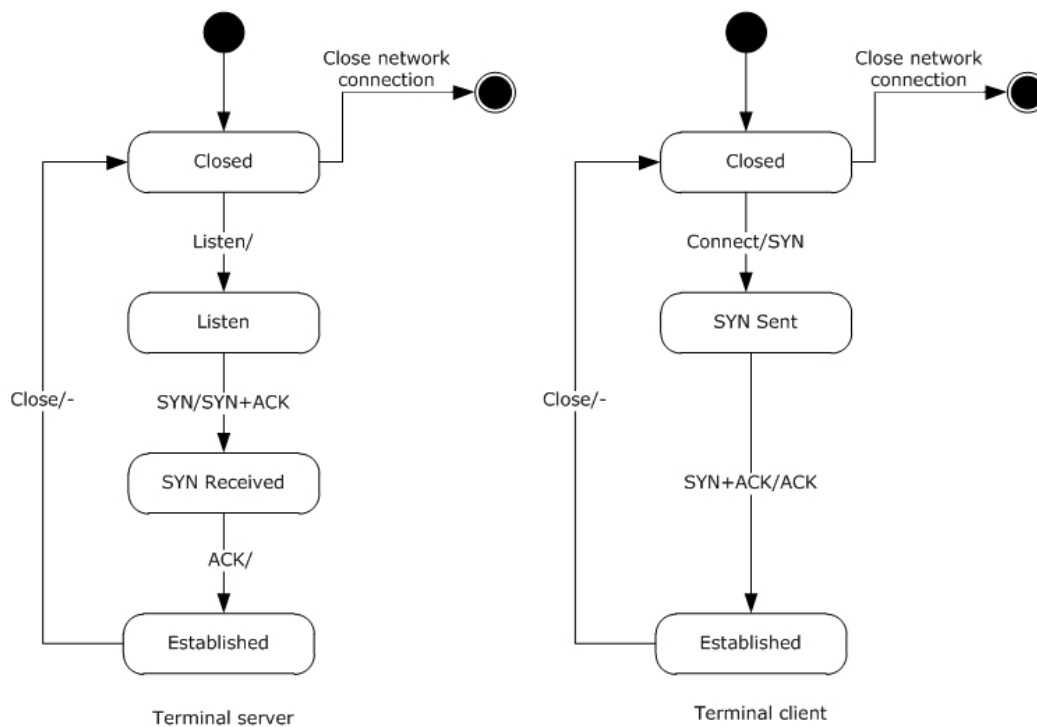 Close network
connection
Closed
Listen/
Listen
Close/-
SYN/SYN+ACK
SYN Received
ACK/
Established
Terminal server
Close network
connection
Closed
Connect/SYN
SYN Sent
Close/-
SYN+ACK/ACK
Established
Terminal client